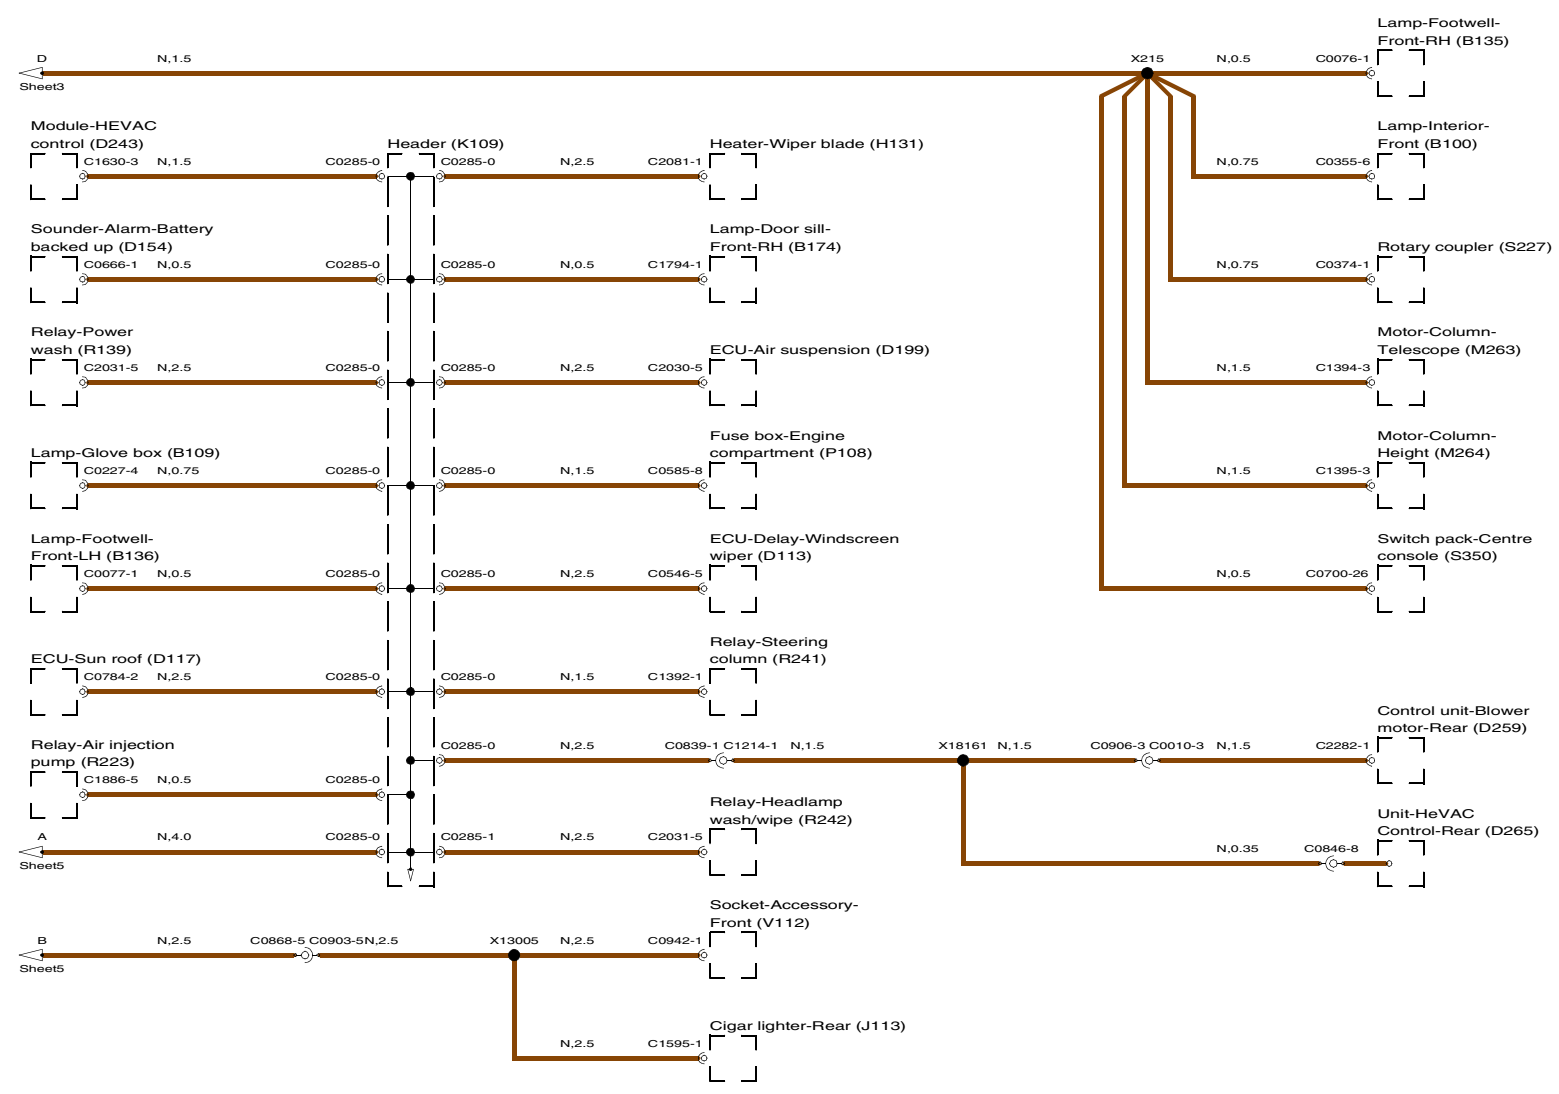 Lamp-Footwell-
Front-RH (B135)
D N,1.5 X215 N,0.5 C0076-1
Sheet3
Module-HEVAC
control (D243)
Header (K109)
Heater-Wiper blade (H131)
Lamp-Interior-
Front (B100)
C1630-3 N,1.5 C0285-0 C0285-0 N,2.5 C2081-1 N,0.75 C0355-6
Sounder-Alarm-Battery
backed up (D154)
Lamp-Door sill-
Front-RH (B174)
Rotary coupler (S227)
C0666-1 N,0.5 C0285-0 C0285-0 N,0.5 C1794-1 N,0.75 C0374-1
Relay-Power
wash (R139)
ECU-Air suspension (D199)
Motor-Column-
Telescope (M263)
C2031-5 N,2.5 C0285-0 C0285-0 N,2.5 C2030-5 N,1.5 C1394-3
Lamp-Glove box (B109)
Fuse box-Engine
compartment (P108)
Motor-Column-
Height (M264)
C0227-4 N,0.75 C0285-0 C0285-0 N,1.5 C0585-8 N,1.5 C1395-3
Lamp-Footwell-
Front-LH (B136)
ECU-Delay-Windscreen
wiper (D113)
Switch pack-Centre
console (S350)
C0077-1 N,0.5 C0285-0 C0285-0 N,2.5 C0546-5 N,0.5 C0700-26
ECU-Sun roof (D117)
Relay-Steering
column (R241)
C0784-2 N,2.5 C0285-0 C0285-0 N,1.5 C1392-1
Control unit-Blower
motor-Rear (D259)
Relay-Air injection
pump (R223)
C0285-0 N,2.5 C0839-1 C1214-1 N,1.5 X18161 N,1.5 C0906-3 C0010-3 N,1.5 C2282-1
C1886-5 N,0.5 C0285-0
Relay-Headlamp
wash/wipe (R242)
Unit-HeVAC
Control-Rear (D265)
A N,4.0 C0285-0 C0285-1 N,2.5 C2031-5 N,0.35 C0846-8
Sheet5
Socket-Accessory-
Front (V112)
B N,2.5 C0868-5 C0903-5N,2.5 X13005 N,2.5 C0942-1
Sheet5
Cigar lighter-Rear (J113)
N,2.5 C1595-1